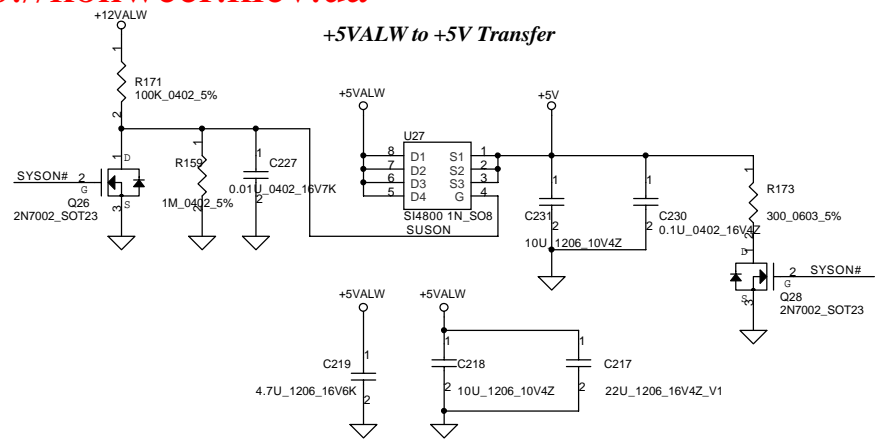 +12VALW
+5VALW to +5V Transfer
1
R171
100K_0402_5%
2
+5VALW
+5V
U27
8 D1 S1 1
7 D2 S2 2
6 D3 S3 3
5 D4 G 4
SI4800 1N_SO8
SUSON
1 D
SYSON# 2
G
S
3
Q26
2N7002_SOT23
1
R159
1M_0402_5%
2
1
C227
0.01U_0402_16V7K
2
1
C231
2
10U_1206_10V4Z
1
C230
2
0.1U_0402_16V4Z
1
R173
300_0603_5%
2
1 D
2 SYSON#
G
S
3
Q28
2N7002_SOT23
+5VALW
+5VALW
1
C219
4.7U_1206_16V6K
2
1
C218
2
10U_1206_10V4Z
1
C217
2
22U_1206_16V4Z_V1